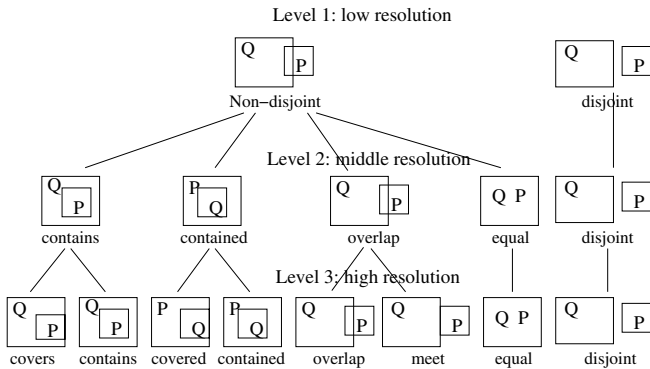 Level 1: low resolution
Q P Q P
Non-disjoint disjoint
Level 2: middle resolution
Q P P Q Q P Q P Q P
contains contained overlap equal disjoint
Level 3: high resolution
Q P Q P P Q P Q Q P Q P Q P Q P
covers contains covered contained overlap meet equal disjoint